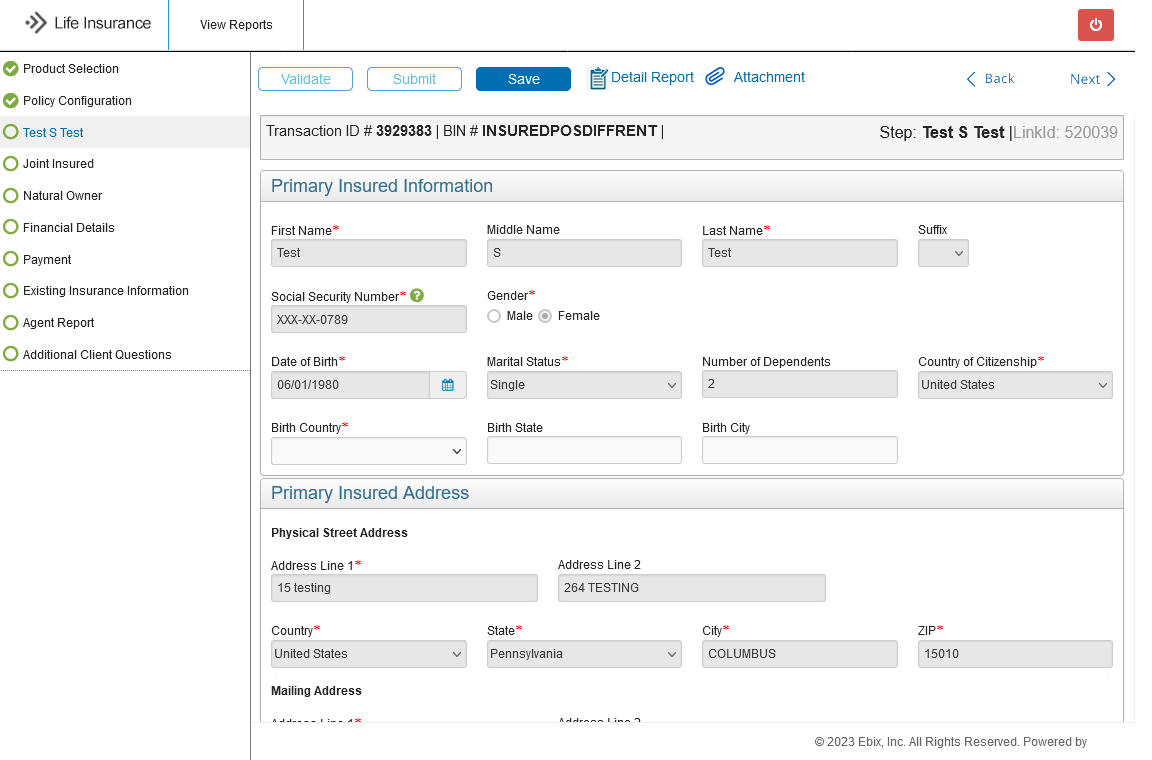 Life Insurance
View Reports
Product Selection
Policy Configuration
Test S Test
Joint Insured
Natural Owner
Financial Details
Payment
Existing Insurance Information
Agent Report
Additional Client Questions
Validate Submit Save Detail Report Attachment Back Next
Transaction ID # 3929383 | BIN # INSUREDPOSDIFFRENT | Step: Test S Test |LinkId: 520039
Primary Insured Information
First Name* Middle Name Last Name* Suffix
Test S Test
Social Security Number* ? Gender*
XXX-XX-0789 Male Female
Date of Birth* Marital Status* Number of Dependents Country of Citizenship*
06/01/1980 Single 2 United States
Birth Country* Birth State Birth City
Primary Insured Address
Physical Street Address
Address Line 1* Address Line 2
15 testing 264 TESTING
Country* State* City* ZIP*
United States Pennsylvania COLUMBUS 15010
Mailing Address
Address Line 1* Address Line 2
© 2023 Ebix, Inc. All Rights Reserved. Powered by